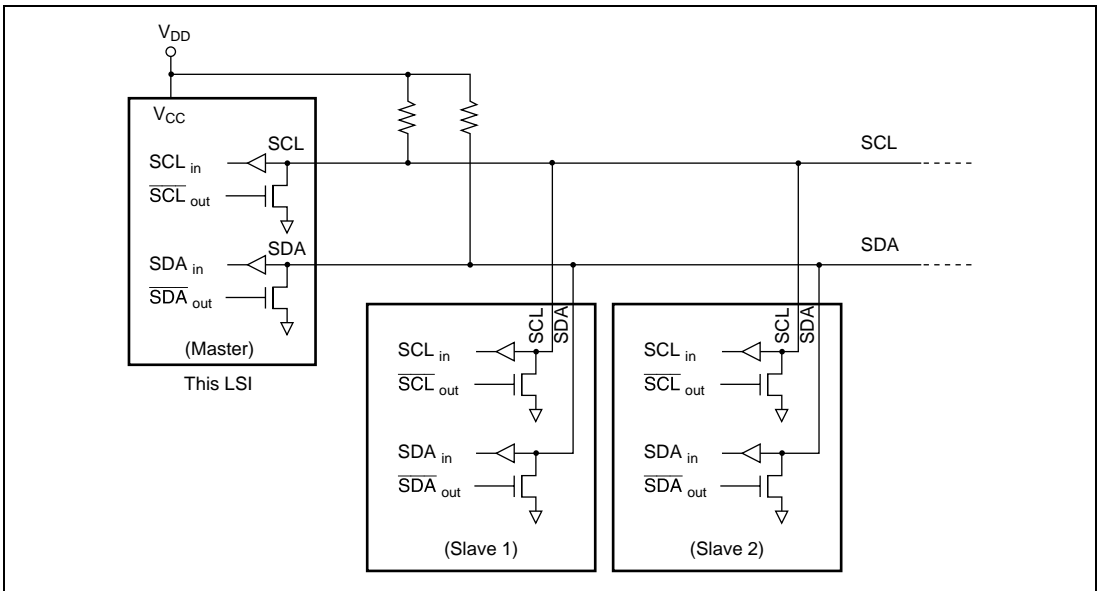 VDD
VCC
SCL
SCL in
SCL out
SDA
SDA in
SDA out
(Master)
This LSI
SCL
SDA
SCL
SDA
SCL in
SCL out
SDA in
SDA out
(Slave 1)
SCL
SDA
SCL in
SCL out
SDA in
SDA out
(Slave 2)